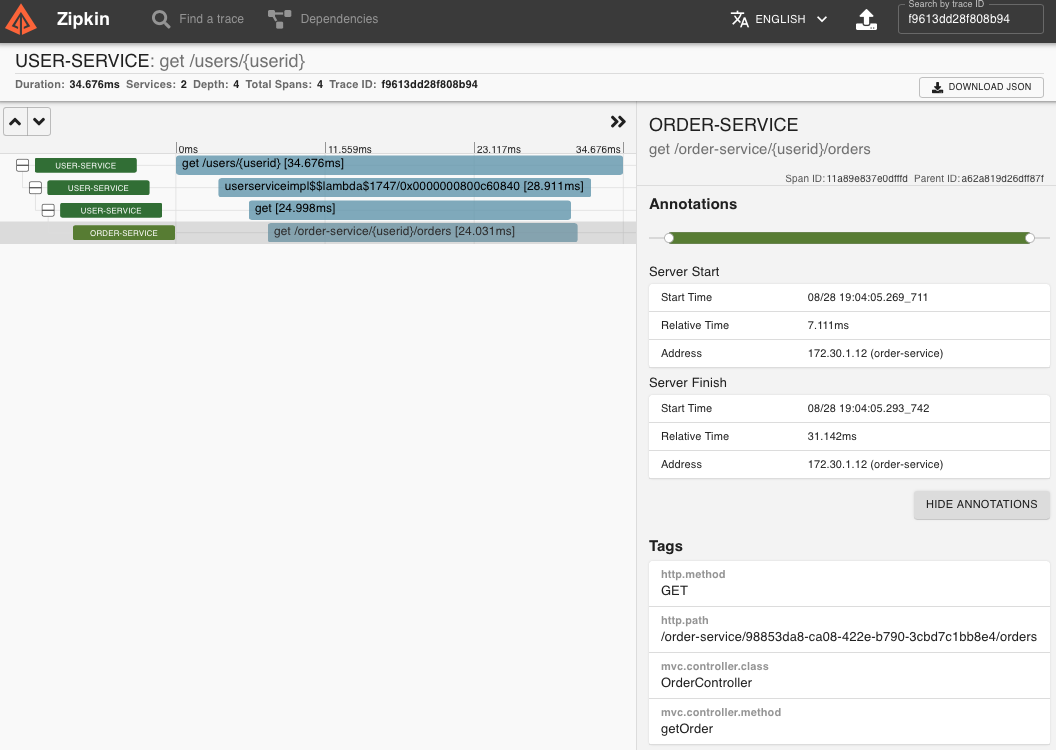 Zipkin
Find a trace
Dependencies
ENGLISH
Search by trace ID
f9613dd28f808b94
USER-SERVICE: get /users/{userid}
Duration: 34.676ms Services: 2 Depth: 4 Total Spans: 4 Trace ID: f9613dd28f808b94
DOWNLOAD JSON
0ms 11.559ms 23.117ms 34.676ms
USER-SERVICE get /users/{userid} [34.676ms]
USER-SERVICE userserviceimpl$$lambda$1747/0x0000000800c60840 [28.911ms]
USER-SERVICE get [24.998ms]
ORDER-SERVICE get /order-service/{userid}/orders [24.031ms]
ORDER-SERVICE
get /order-service/{userid}/orders
Span ID: 11a89e837e0dfffd Parent ID: a62a819d26dff87f
Annotations
Server Start
Start Time 08/28 19:04:05.269_711
Relative Time 7.111ms
Address 172.30.1.12 (order-service)
Server Finish
Start Time 08/28 19:04:05.293_742
Relative Time 31.142ms
Address 172.30.1.12 (order-service)
HIDE ANNOTATIONS
Tags
http.method
GET
http.path
/order-service/98853da8-ca08-422e-b790-3cbd7c1bb8e4/orders
mvc.controller.class
OrderController
mvc.controller.method
getOrder